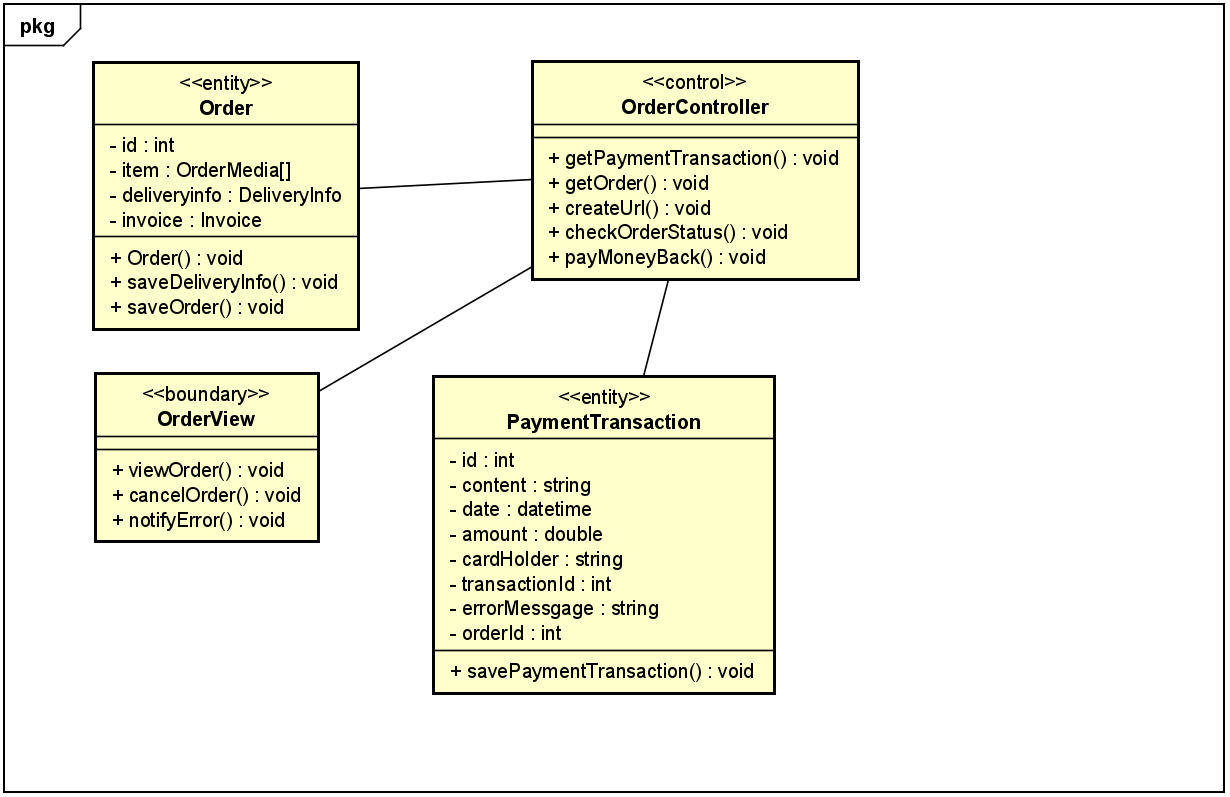 pkg
<<entity>>
Order
- id : int
- item : OrderMedia[]
- deliveryinfo : DeliveryInfo
- invoice : Invoice
+ Order() : void
+ saveDeliveryInfo() : void
+ saveOrder() : void
<<control>>
OrderController
+ getPaymentTransaction() : void
+ getOrder() : void
+ createUrl() : void
+ checkOrderStatus() : void
+ payMoneyBack() : void
<<boundary>>
OrderView
+ viewOrder() : void
+ cancelOrder() : void
+ notifyError() : void
<<entity>>
PaymentTransaction
- id : int
- content : string
- date : datetime
- amount : double
- cardHolder : string
- transactionId : int
- errorMessgage : string
- orderId : int
+ savePaymentTransaction() : void